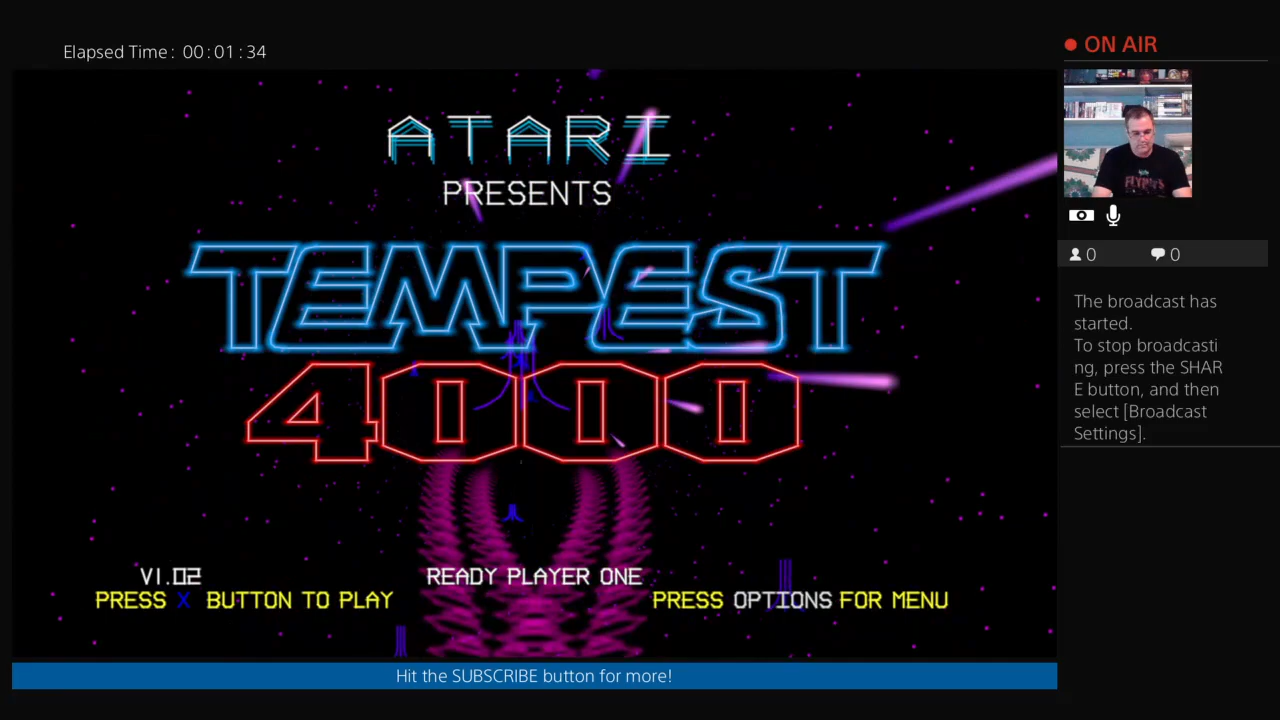 Elapsed Time: 00:01:34
ON AIR
ATARI
PRESENTS
TEMPEST
4000
V1.02
READY PLAYER ONE
PRESS X BUTTON TO PLAY
PRESS OPTIONS FOR MENU
Hit the SUBSCRIBE button for more!
0
0
The broadcast has
started.
To stop broadcasti
ng, press the SHAR
E button, and then
select [Broadcast
Settings].